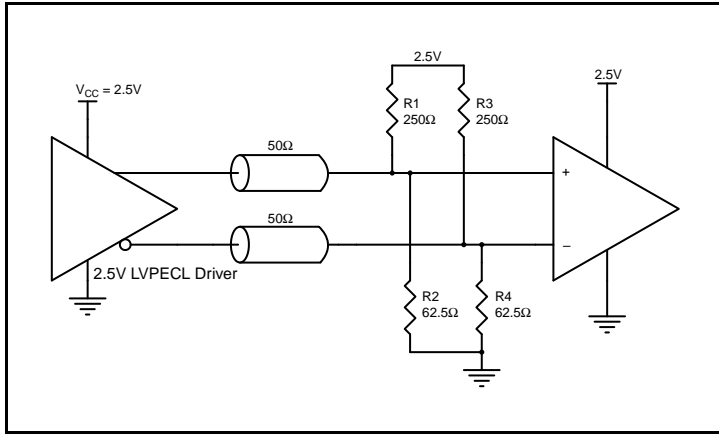 2.5V
V_CC = 2.5V
2.5V
R1
250Ω
R3
250Ω
50Ω
+
50Ω
−
2.5V LVPECL Driver
R2
62.5Ω
R4
62.5Ω